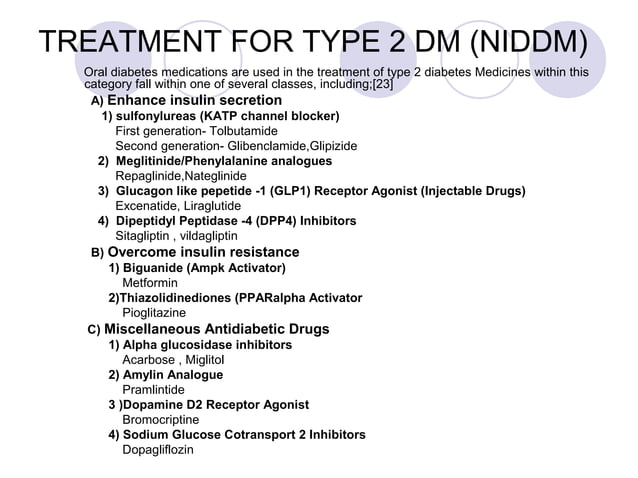 TREATMENT FOR TYPE 2 DM (NIDDM)
Oral diabetes medications are used in the treatment of type 2 diabetes Medicines within this
category fall within one of several classes, including;[23]
A) Enhance insulin secretion
1) sulfonylureas (KATP channel blocker)
First generation- Tolbutamide
Second generation- Glibenclamide,Glipizide
2) Meglitinide/Phenylalanine analogues
Repaglinide,Nateglinide
3) Glucagon like pepetide -1 (GLP1) Receptor Agonist (Injectable Drugs)
Excenatide, Liraglutide
4) Dipeptidyl Peptidase -4 (DPP4) Inhibitors
Sitagliptin , vildagliptin
B) Overcome insulin resistance
1) Biguanide (Ampk Activator)
Metformin
2)Thiazolidinediones (PPARalpha Activator
Pioglitazine
C) Miscellaneous Antidiabetic Drugs
1) Alpha glucosidase inhibitors
Acarbose , Miglitol
2) Amylin Analogue
Pramlintide
3 )Dopamine D2 Receptor Agonist
Bromocriptine
4) Sodium Glucose Cotransport 2 Inhibitors
Dopagliflozin